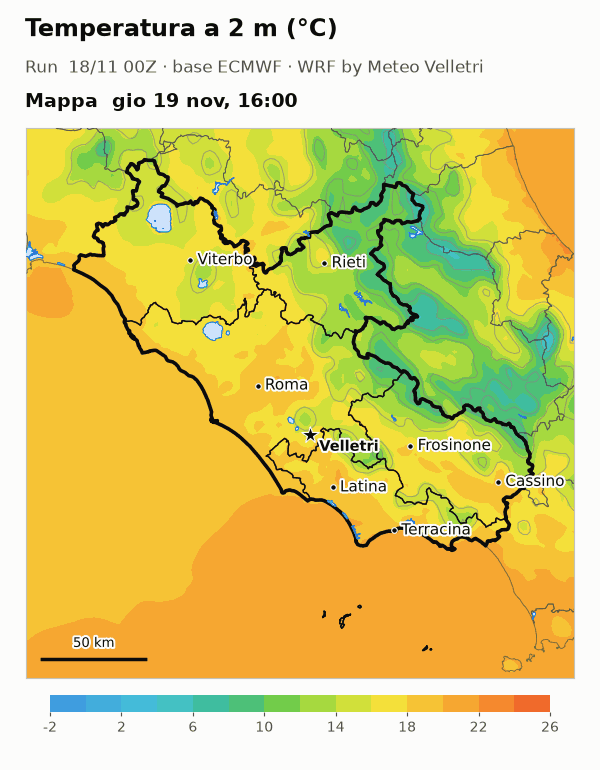 Temperatura a 2 m (°C)
Run 18/11 00Z · base ECMWF · WRF by Meteo Velletri
Mappa gio 19 nov, 16:00
Viterbo
Rieti
Roma
Velletri
Frosinone
Cassino
Latina
Terracina
50 km
-2 2 6 10 14 18 22 26